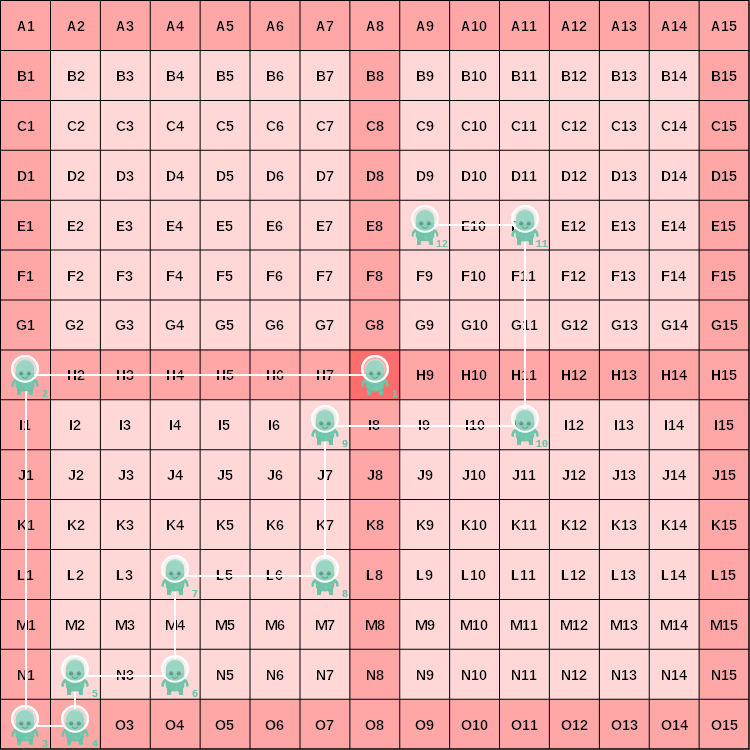 A1 A2 A3 A4 A5 A6 A7 A8 A9 A10 A11 A12 A13 A14 A15
B1 B2 B3 B4 B5 B6 B7 B8 B9 B10 B11 B12 B13 B14 B15
C1 C2 C3 C4 C5 C6 C7 C8 C9 C10 C11 C12 C13 C14 C15
D1 D2 D3 D4 D5 D6 D7 D8 D9 D10 D11 D12 D13 D14 D15
E1 E2 E3 E4 E5 E6 E7 E8 12 E10 11 E12 E13 E14 E15
F1 F2 F3 F4 F5 F6 F7 F8 F9 F10 F11 F12 F13 F14 F15
G1 G2 G3 G4 G5 G6 G7 G8 G9 G10 G11 G12 G13 G14 G15
2 H2 H3 H4 H5 H6 H7 1 H9 H10 H11 H12 H13 H14 H15
I1 I2 I3 I4 I5 I6 9 I8 I9 I10 10 I12 I13 I14 I15
J1 J2 J3 J4 J5 J6 J7 J8 J9 J10 J11 J12 J13 J14 J15
K1 K2 K3 K4 K5 K6 K7 K8 K9 K10 K11 K12 K13 K14 K15
L1 L2 L3 7 L5 L6 8 L8 L9 L10 L11 L12 L13 L14 L15
M1 M2 M3 M4 M5 M6 M7 M8 M9 M10 M11 M12 M13 M14 M15
N1 5 N3 6 N5 N6 N7 N8 N9 N10 N11 N12 N13 N14 N15
3 4 O3 O4 O5 O6 O7 O8 O9 O10 O11 O12 O13 O14 O15